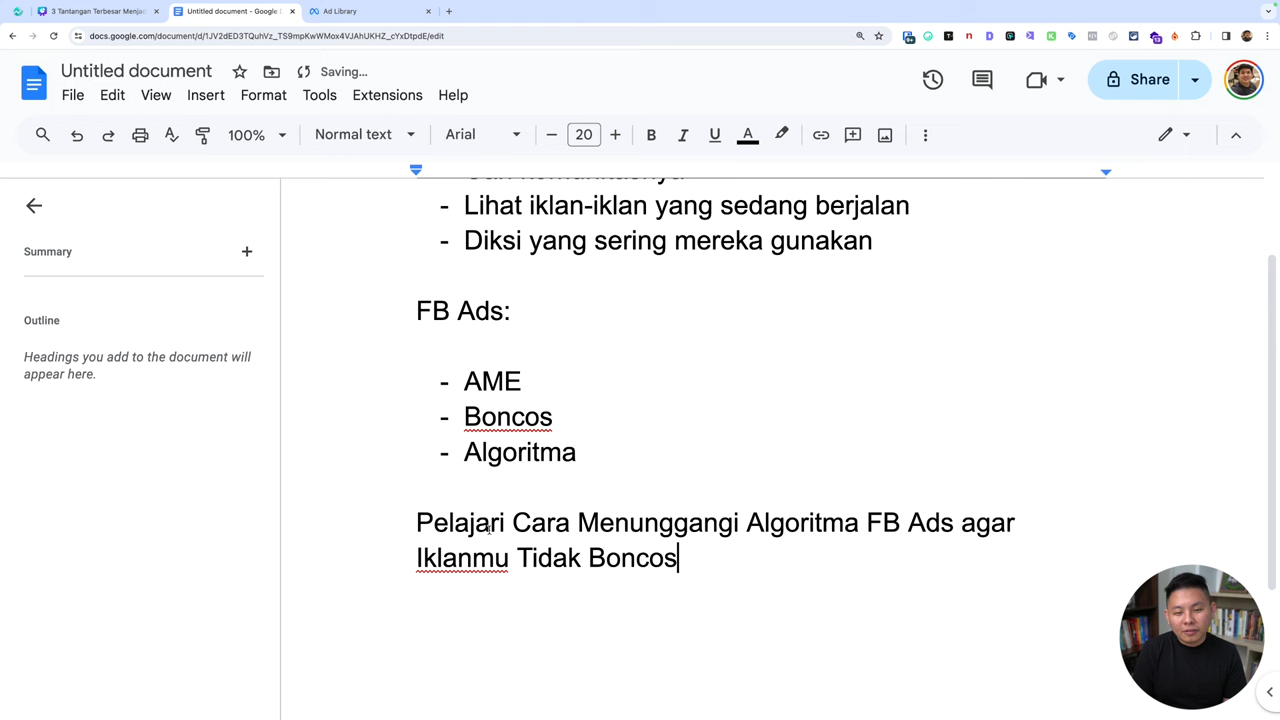 3 Tantangan Terbesar Menjad
Untitled document - Google D
Ad Library
docs.google.com/document/d/1JV2dED3TQuhVz_TS9mpKwWMox4VJAhUKHZ_cYxDtpdE/edit
Untitled document
Saving...
File Edit View Insert Format Tools Extensions Help
Share
100% Normal text Arial 20
Summary
Outline
Headings you add to the document will
appear here.
- Lihat iklan-iklan yang sedang berjalan
- Diksi yang sering mereka gunakan
FB Ads:
- AME
- Boncos
- Algoritma
Pelajari Cara Menunggangi Algoritma FB Ads agar
Iklanmu Tidak Boncos